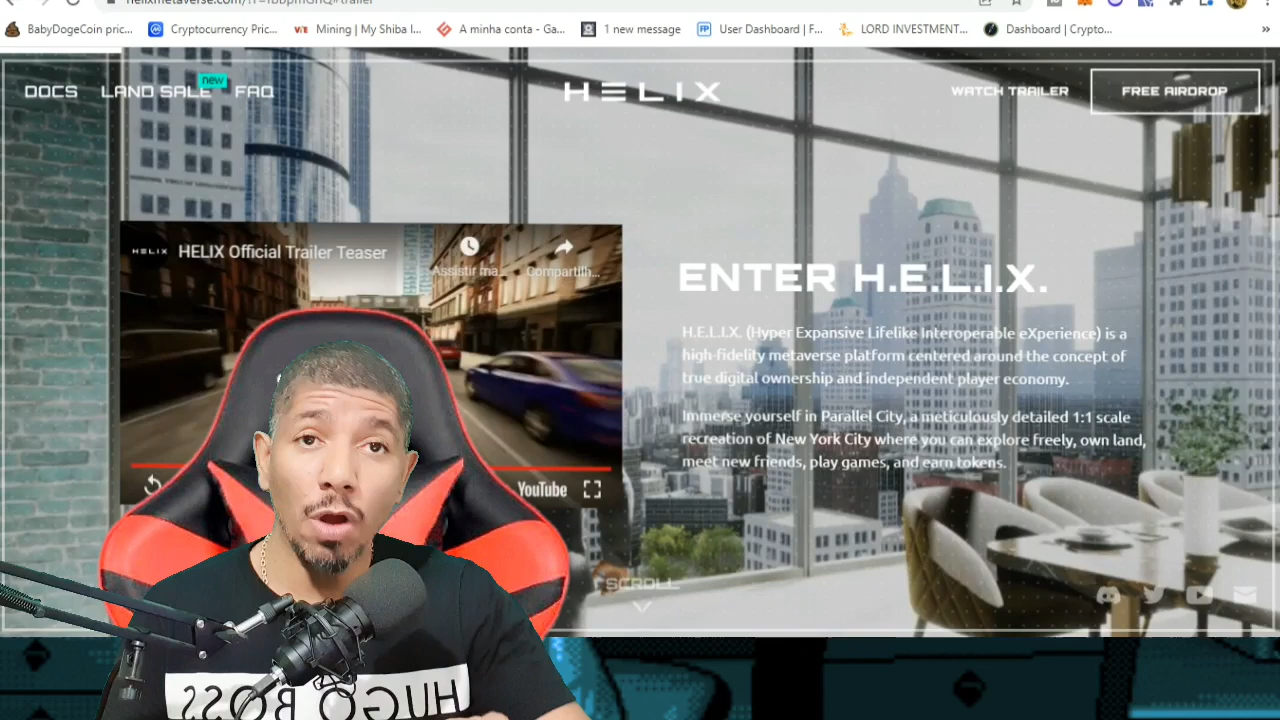 BabyDogeCoin pric...
Cryptocurrency Pric...
Mining | My Shiba I...
A minha conta - Ga...
1 new message
User Dashboard | F...
LORD INVESTMENT...
Dashboard | Crypto...
»
DOCS
LAND SALE
new
FAQ
HELIX
WATCH TRAILER
FREE AIRDROP
HELIX
HELIX Official Trailer Teaser
Assistir ma...
Compartilh...
YouTube
ENTER H.E.L.I.X.
H.E.L.I.X. (Hyper Expansive Lifelike Interoperable eXperience) is a
high-fidelity metaverse platform centered around the concept of
true digital ownership and independent player economy.
Immerse yourself in Parallel City, a meticulously detailed 1:1 scale
recreation of New York City where you can explore freely, own land,
meet new friends, play games, and earn tokens.
SCROLL
HUGO BOSS